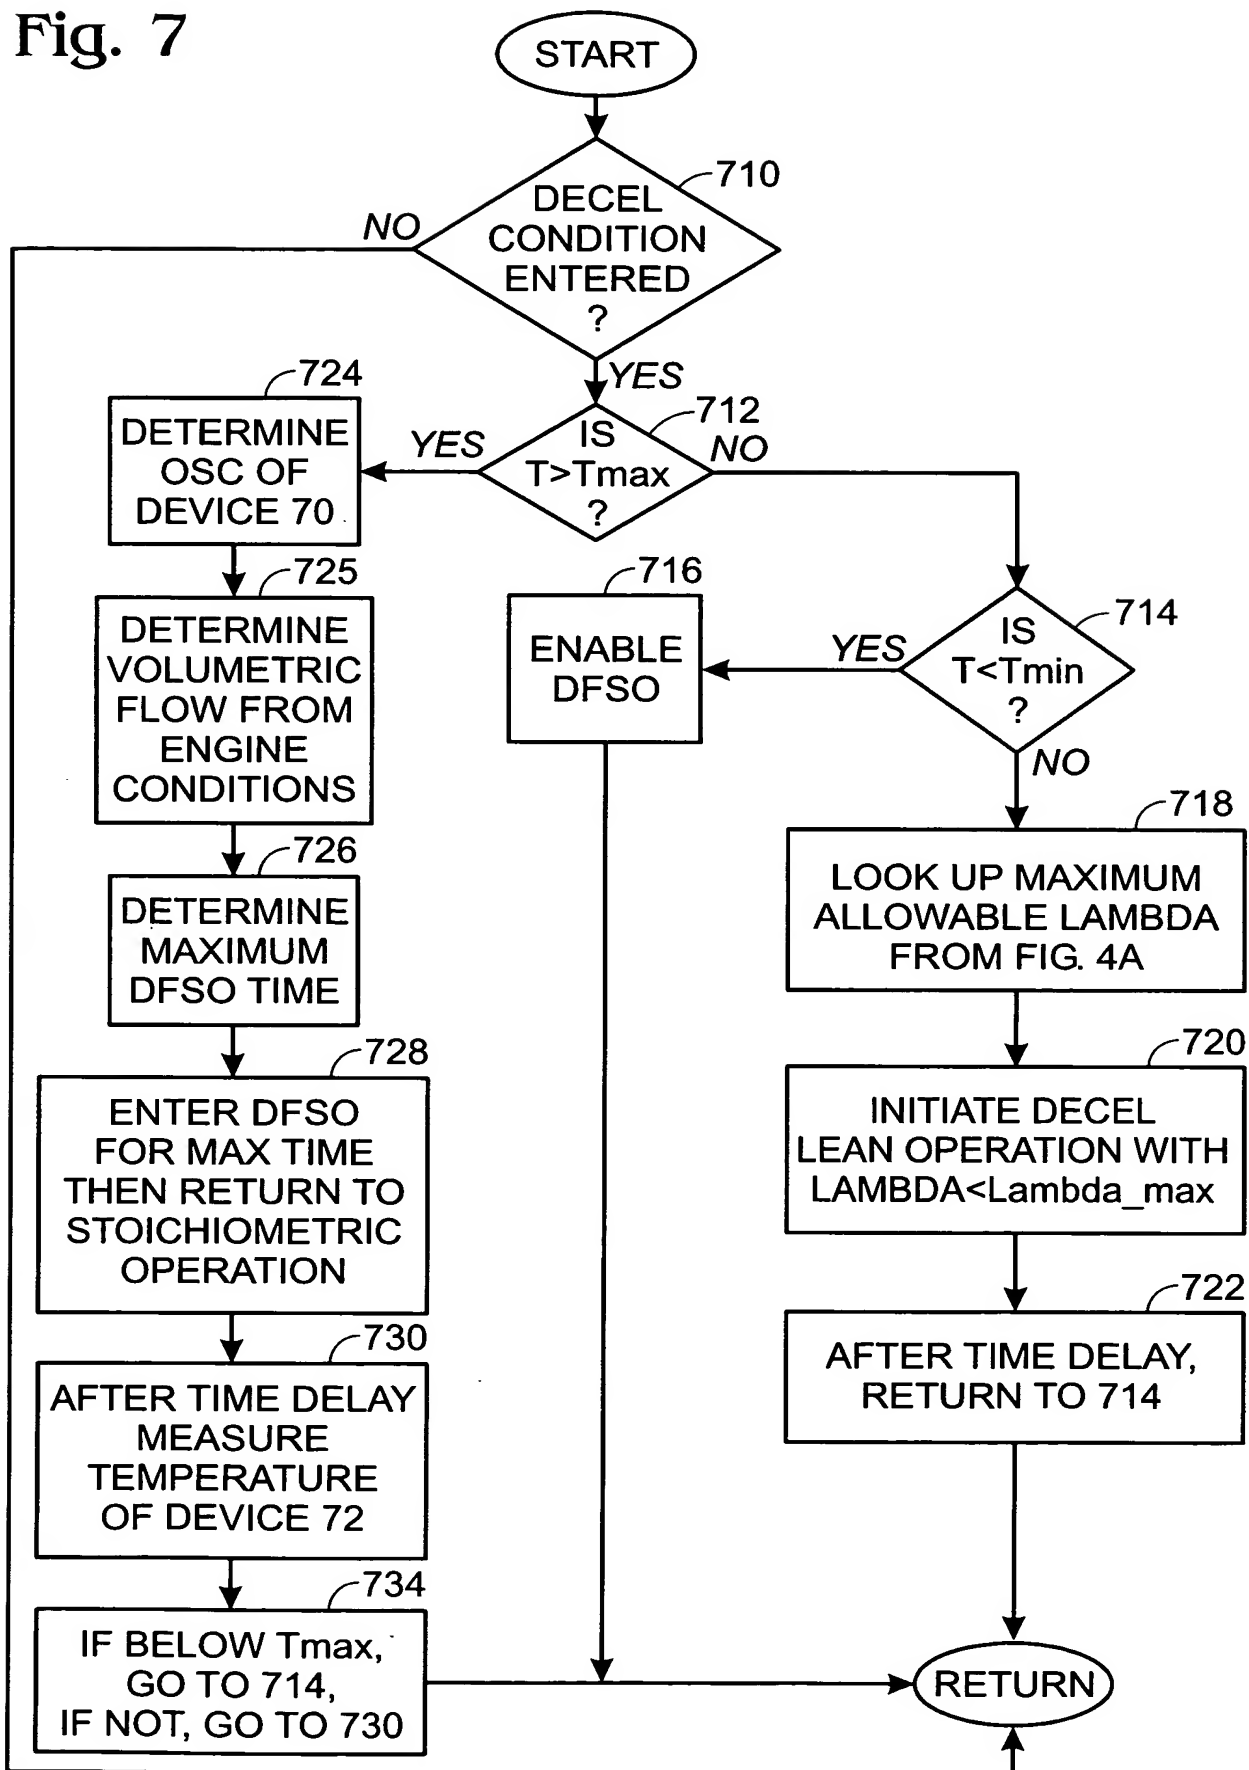 Fig. 7
START
710
DECEL
CONDITION
ENTERED
?
NO
YES
712
IS
T>Tmax
?
YES
NO
724
DETERMINE
OSC OF
DEVICE 70
725
DETERMINE
VOLUMETRIC
FLOW FROM
ENGINE
CONDITIONS
726
DETERMINE
MAXIMUM
DFSO TIME
728
ENTER DFSO
FOR MAX TIME
THEN RETURN TO
STOICHIOMETRIC
OPERATION
730
AFTER TIME DELAY
MEASURE
TEMPERATURE
OF DEVICE 72
734
IF BELOW Tmax,
GO TO 714,
IF NOT, GO TO 730
716
ENABLE
DFSO
714
IS
T<Tmin
?
YES
NO
718
LOOK UP MAXIMUM
ALLOWABLE LAMBDA
FROM FIG. 4A
720
INITIATE DECEL
LEAN OPERATION WITH
LAMBDA<Lambda_max
722
AFTER TIME DELAY,
RETURN TO 714
RETURN